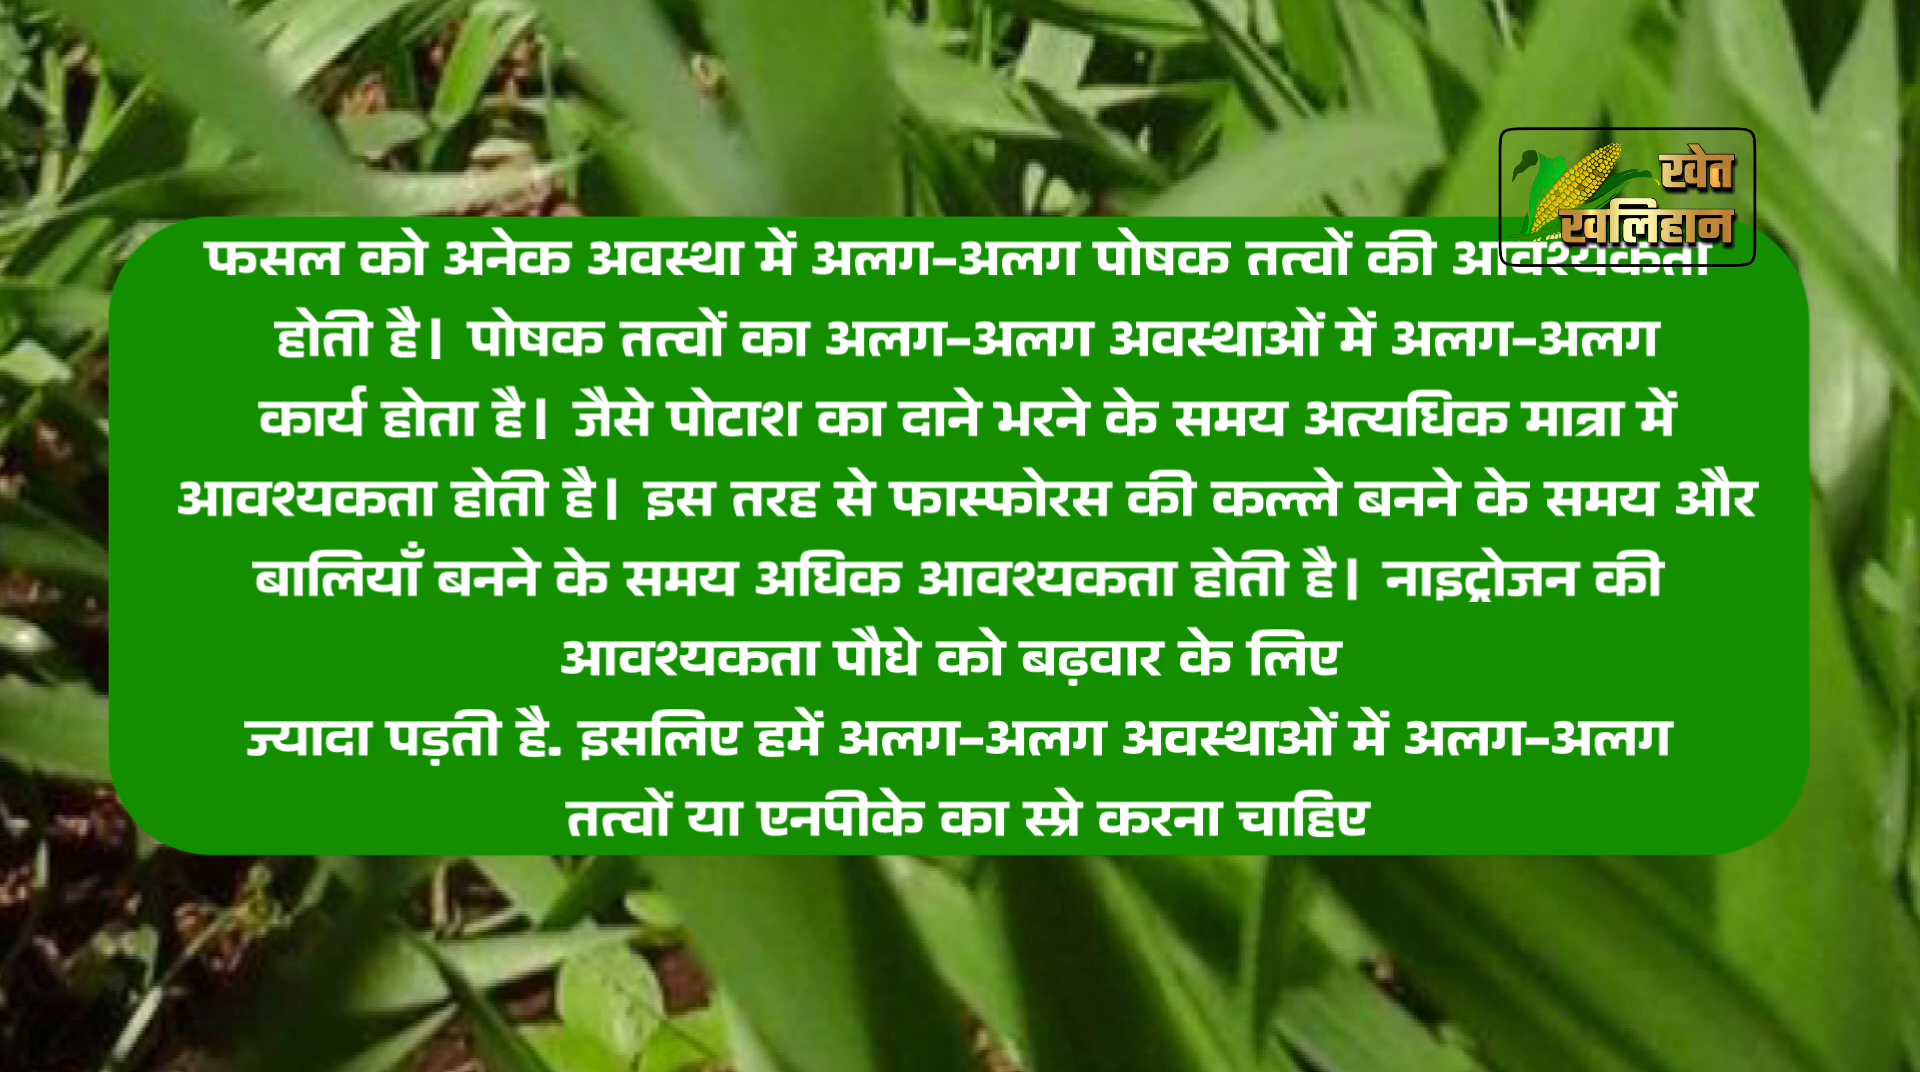 खेत
खलिहान
फसल को अनेक अवस्था में अलग-अलग पोषक तत्वों की आवश्यकता
होती है। पोषक तत्वों का अलग-अलग अवस्थाओं में अलग-अलग
कार्य होता है। जैसे पोटाश का दाने भरने के समय अत्यधिक मात्रा में
आवश्यकता होती है। इस तरह से फास्फोरस की कल्ले बनने के समय और
बालियाँ बनने के समय अधिक आवश्यकता होती है। नाइट्रोजन की
आवश्यकता पौधे को बढ़वार के लिए
ज्यादा पड़ती है. इसलिए हमें अलग-अलग अवस्थाओं में अलग-अलग
तत्वों या एनपीके का स्प्रे करना चाहिए